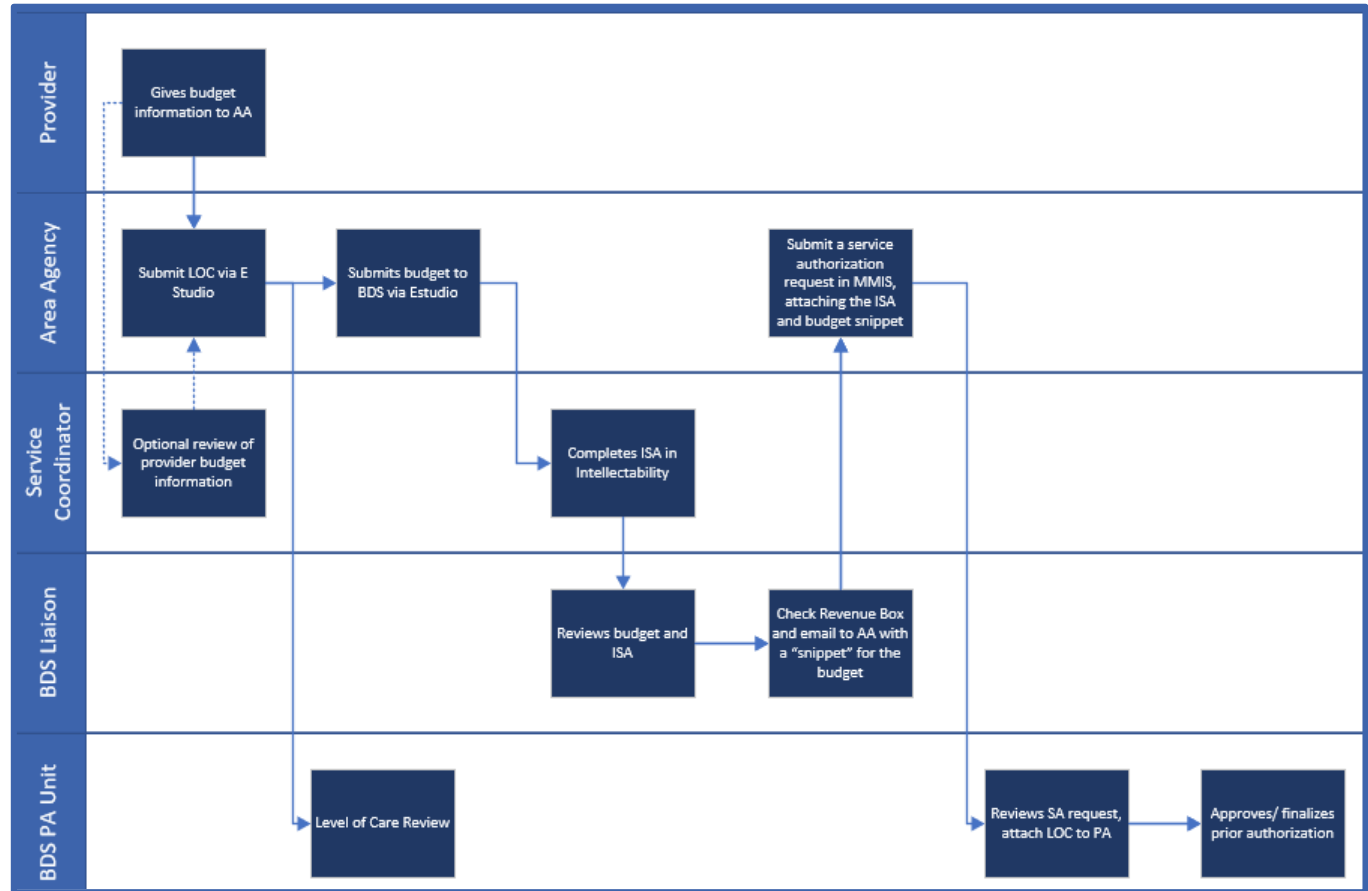 Provider
Gives budget
information to AA
Area Agency
Submit LOC via E
Studio
Submits budget to
BDS via Estudio
Submit a service
authorization
request in MMIS,
attaching the ISA
and budget snippet
Service
Coordinator
Optional review of
provider budget
information
Completes ISA in
Intellectability
BDS Liaison
Reviews budget and
ISA
Check Revenue Box
and email to AA with
a “snippet” for the
budget
BDS PA Unit
Level of Care Review
Reviews SA request,
attach LOC to PA
Approves/ finalizes
prior authorization